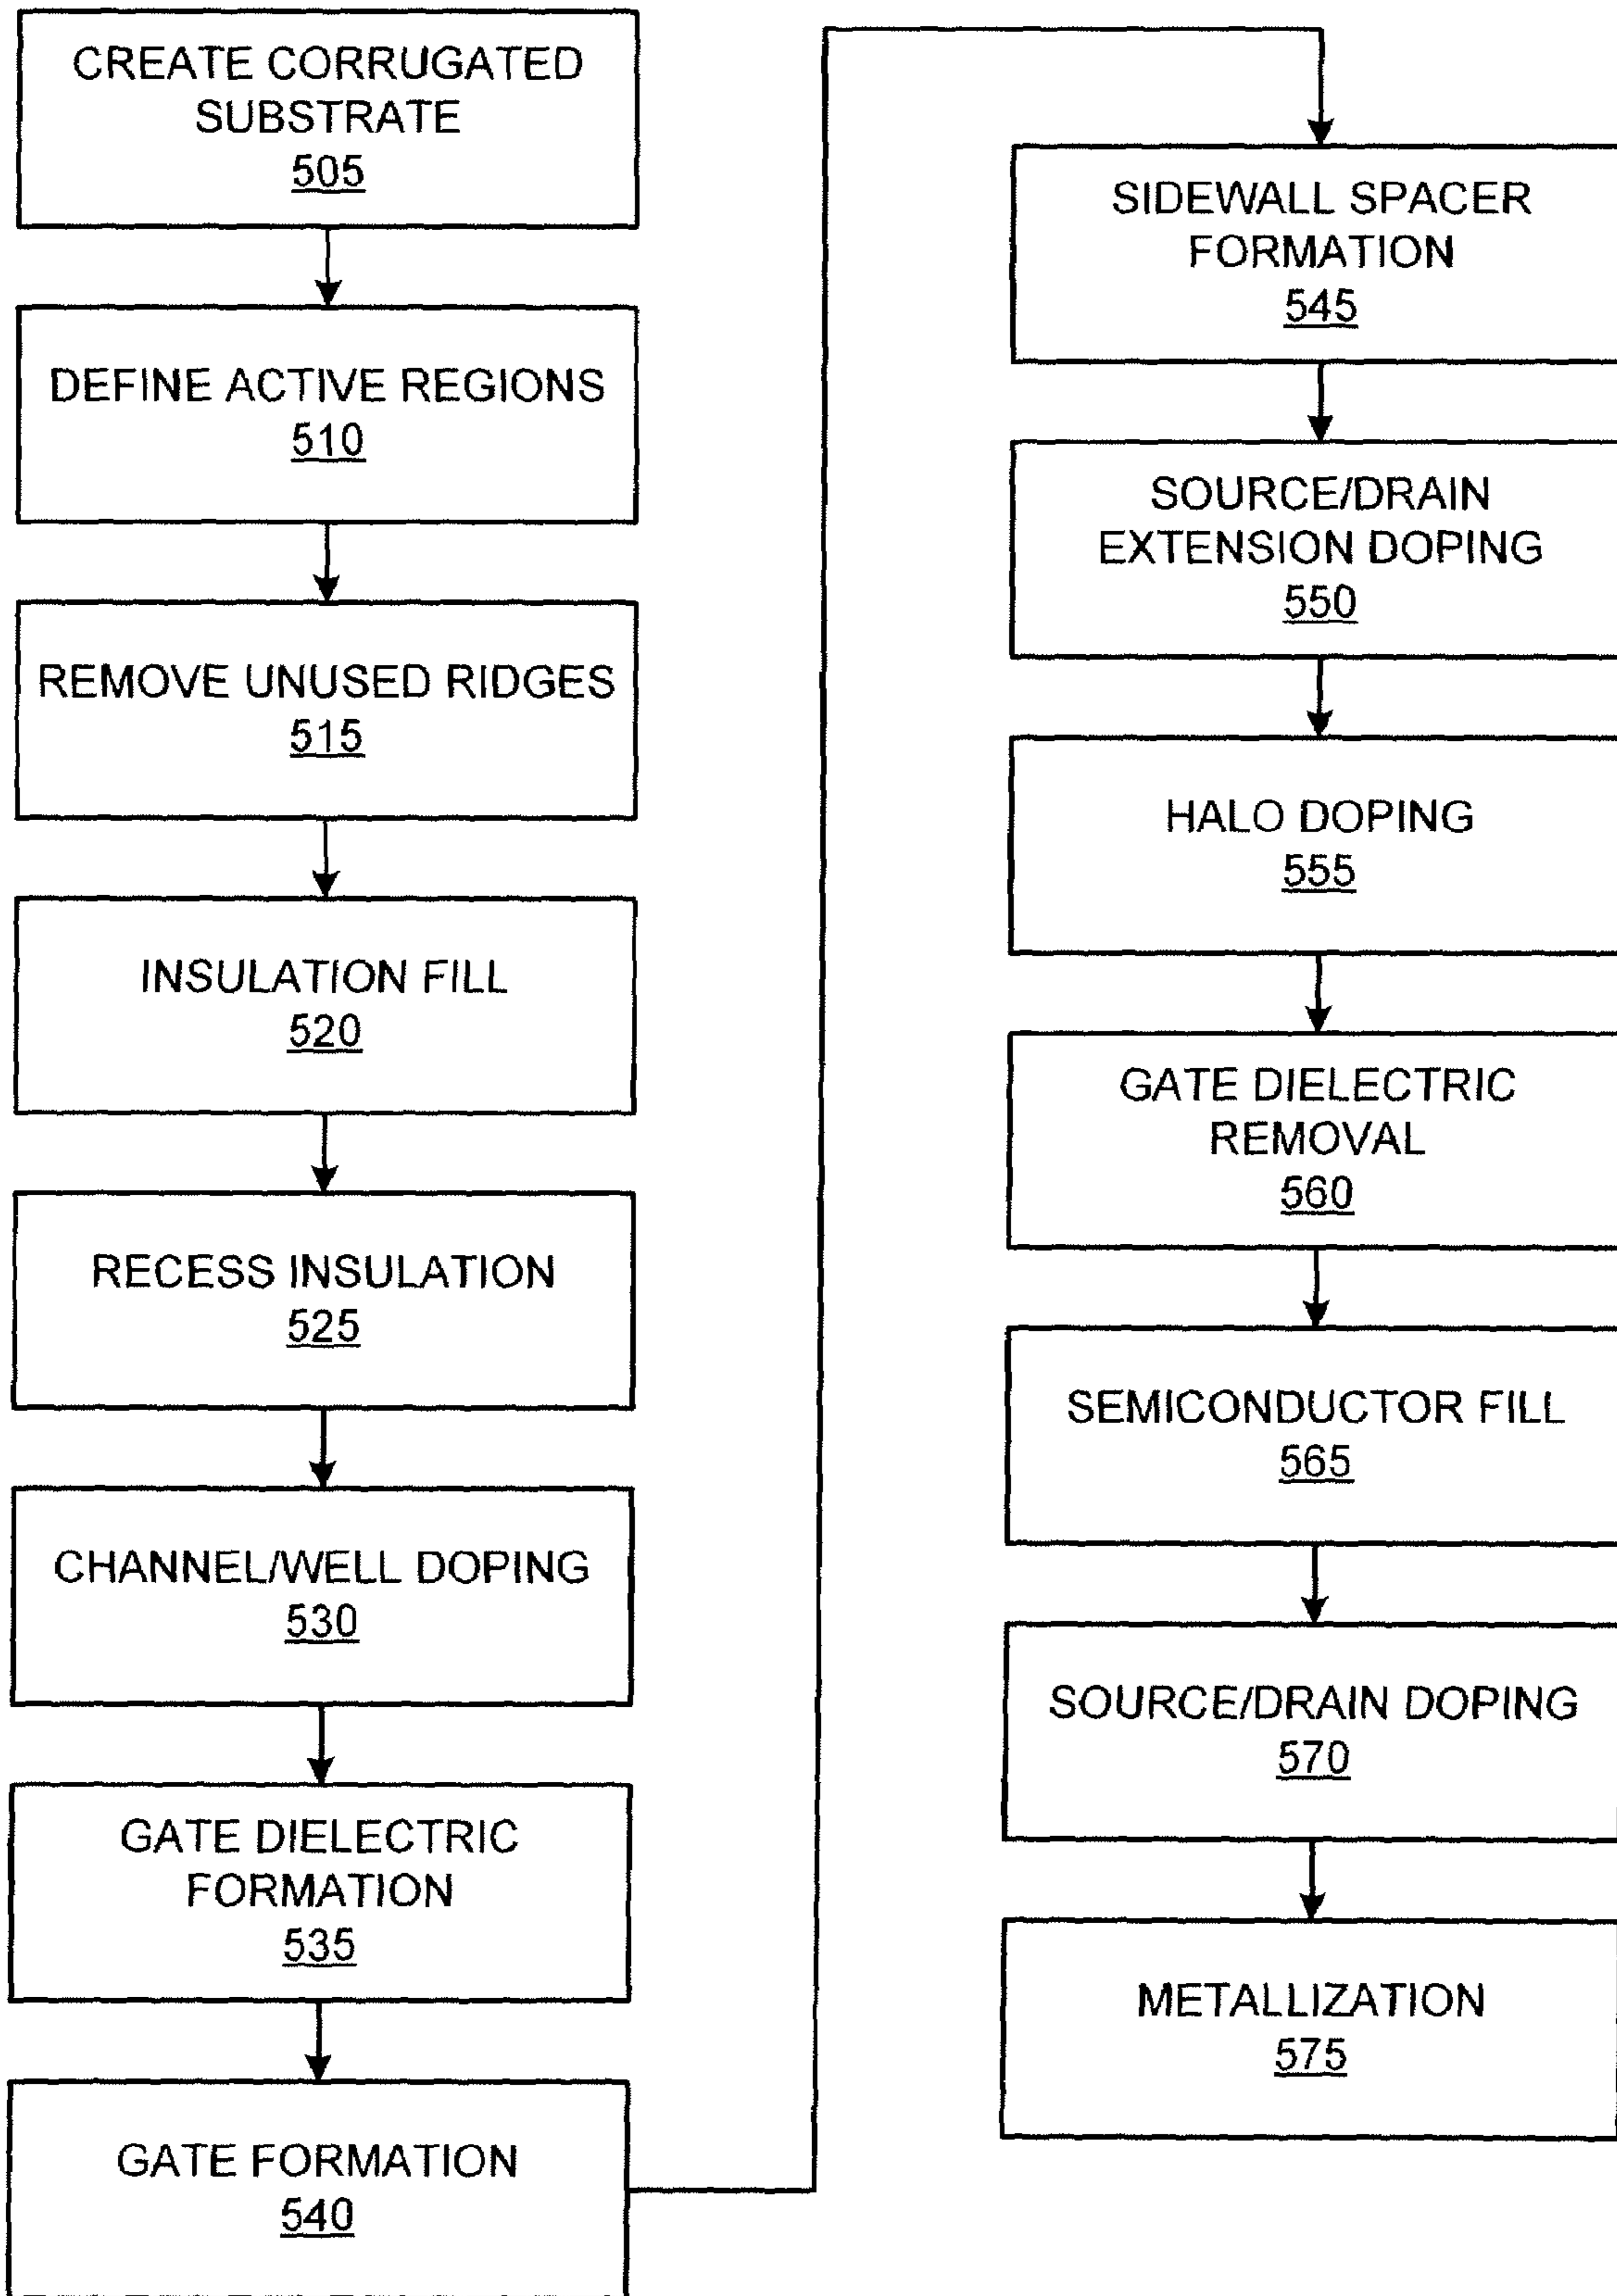 CREATE CORRUGATED
SUBSTRATE
505
DEFINE ACTIVE REGIONS
510
REMOVE UNUSED RIDGES
515
INSULATION FILL
520
RECESS INSULATION
525
CHANNEL/WELL DOPING
530
GATE DIELECTRIC
FORMATION
535
GATE FORMATION
540
SIDEWALL SPACER
FORMATION
545
SOURCE/DRAIN
EXTENSION DOPING
550
HALO DOPING
555
GATE DIELECTRIC
REMOVAL
560
SEMICONDUCTOR FILL
565
SOURCE/DRAIN DOPING
570
METALLIZATION
575